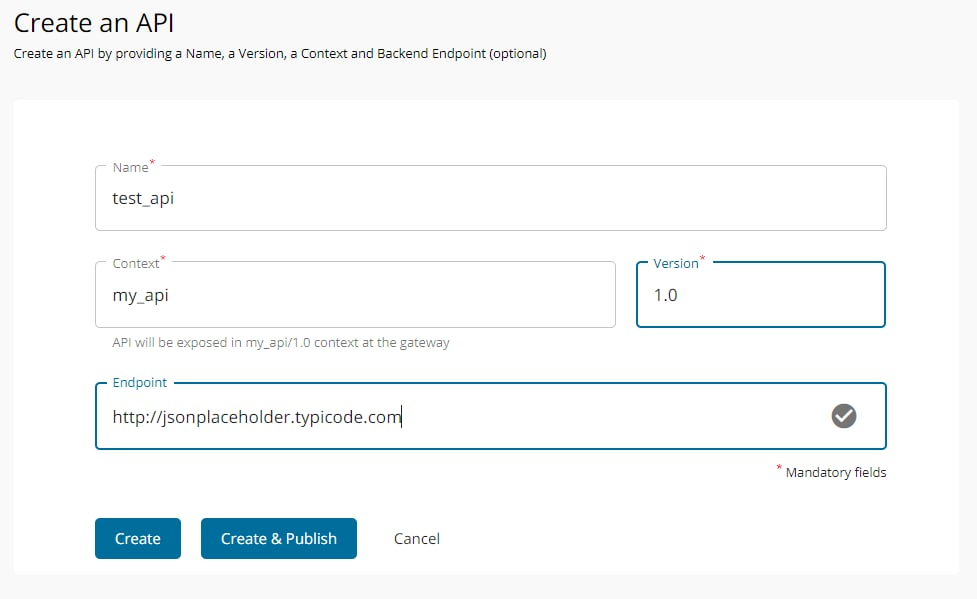 Create an API
Create an API by providing a Name, a Version, a Context and Backend Endpoint (optional)
Name*
test_api
Context*
my_api
Version*
1.0
API will be exposed in my_api/1.0 context at the gateway
Endpoint
http://jsonplaceholder.typicode.com
* Mandatory fields
Create
Create & Publish
Cancel